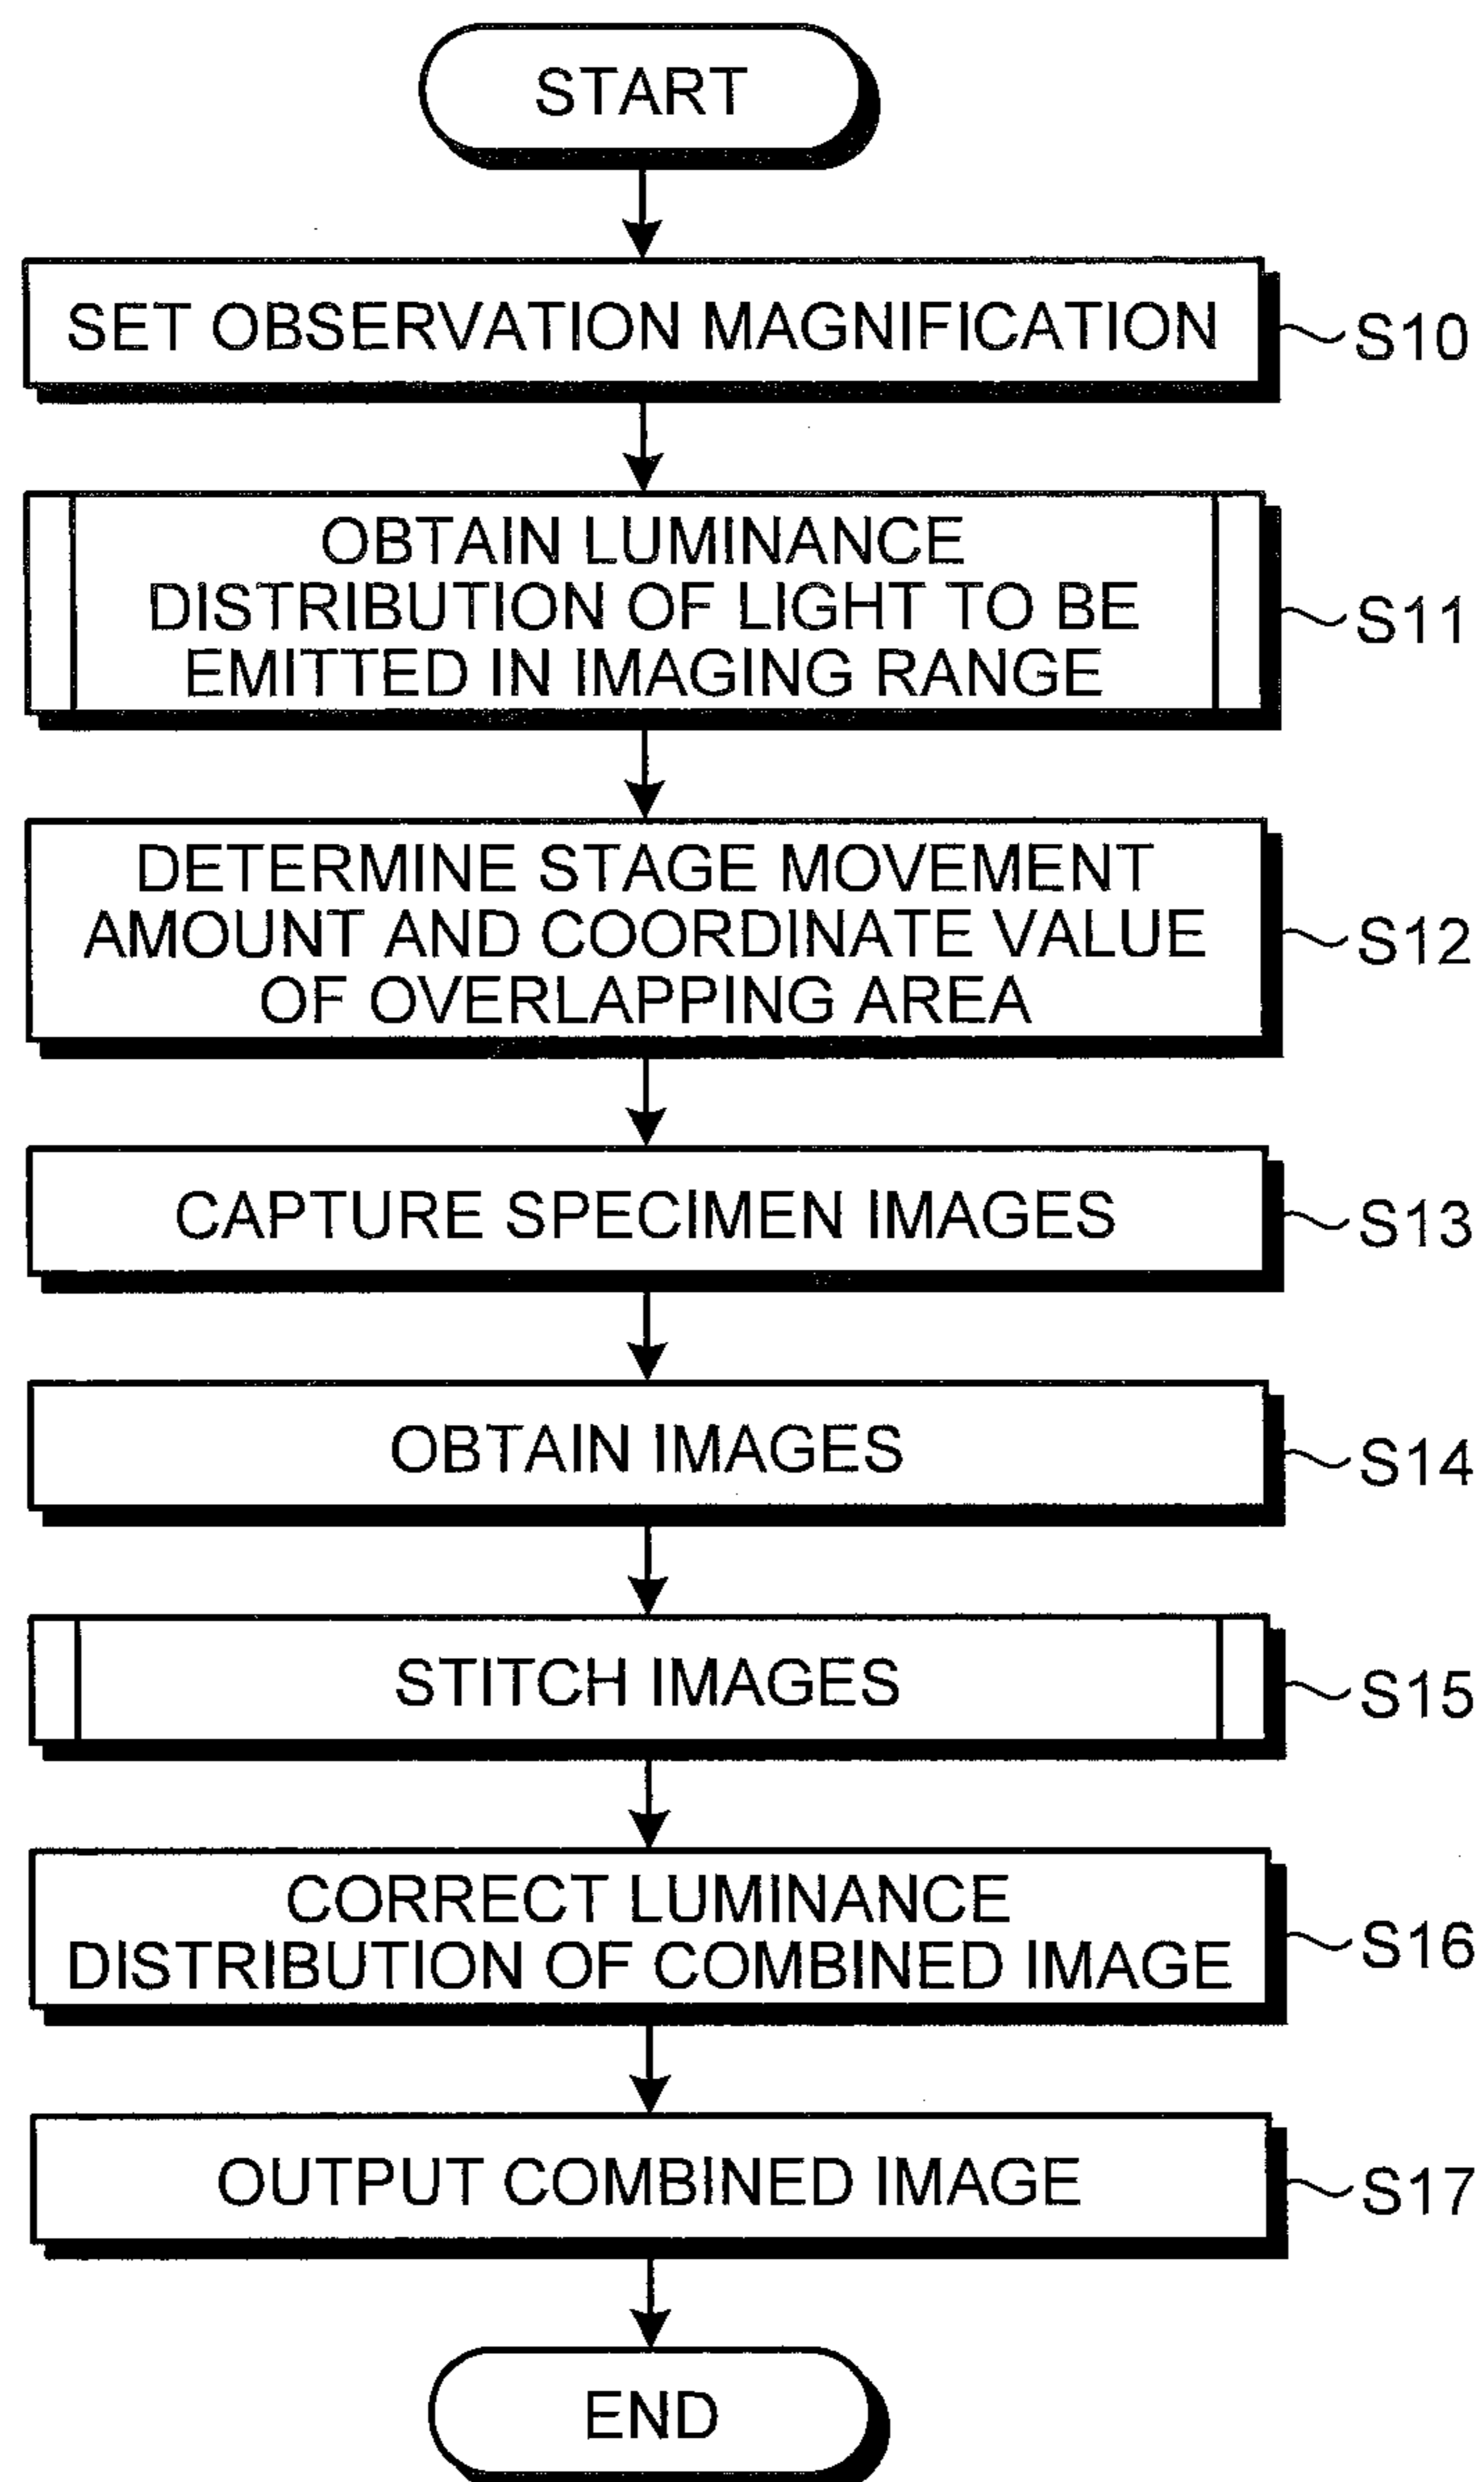 START
SET OBSERVATION MAGNIFICATION
S10
OBTAIN LUMINANCE
DISTRIBUTION OF LIGHT TO BE
EMITTED IN IMAGING RANGE
S11
DETERMINE STAGE MOVEMENT
AMOUNT AND COORDINATE VALUE
OF OVERLAPPING AREA
S12
CAPTURE SPECIMEN IMAGES
S13
OBTAIN IMAGES
S14
STITCH IMAGES
S15
CORRECT LUMINANCE
DISTRIBUTION OF COMBINED IMAGE
S16
OUTPUT COMBINED IMAGE
S17
END